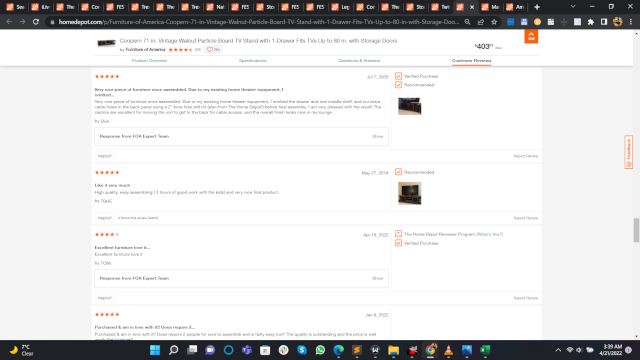 homedepot.com/p/Furniture-of-America-Coopern-71-in-Vintage-Walnut-Particle-Board-TV-Stand-with-1-Drawer-Fits-TVs-Up-to-80-in-with-Storage-Doo...
Coopern 71 in. Vintage Walnut Particle Board TV Stand with 1-Drawer Fits TVs Up to 80 in. with Storage Doors
by Furniture of America
$403
Product Overview
Specifications
Questions & Answers
Customer Reviews
Jul 7, 2020
Verified Purchase
Recommended
Very nice piece of furniture once assembled. Due to my existing home theater equipment, I
wanted...
Very nice piece of furniture once assembled. Due to my existing home theater equipment, I omitted the drawer and one middle shelf, and cut extra
cable holes in the back panel using a 2" bore hole drill bit (also from The Home Depot) before final assembly. I am very pleased with the result! The
castors are excellent for moving the unit to get to the back for cable access, and the overall finish looks nice in my lounge.
Response from FOA Expert Team
Show
Helpful?
Report Review
May 27, 2019
Recommended
Like it very much
High quality, easy assembling (3 hours of good work with the kids) and very nice final product.
Helpful?
Report Review
Feedback
Apr 19, 2022
The Home Depot Reviewer Program (What's this?)
Verified Purchase
Excellent furniture love it...
Excellent furniture love it
by TONI
Response from FOA Expert Team
Show
Helpful?
Report Review
Jan 8, 2022
Purchased & am in love with it!! Does require 2...
Purchased & am in love with it!! Does require 2 people for sure to assemble and is fairly easy too!! The quality is outstanding and the price is well
7°C
Clear
3:39 AM
4/21/2022